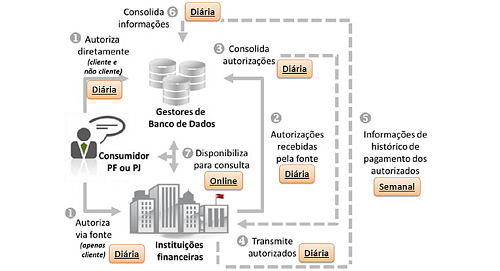 Consolida 6
informações
Diária
1
Autoriza
diretamente
(cliente e
não cliente)
Diária
3 Consolida
autorizações
Diária
Gestores de
Banco de Dados
Consumidor
PF ou PJ
7 Disponibiliza
para consulta
Online
2
Autorizações
recebidas
pela fonte
Diária
5
Informações de
histórico de
pagamento dos
autorizados
Semanal
1
Autoriza
via fonte
(apenas
cliente)
Diária
Instituições
financeiras
4 Transmite
autorizados
Diária